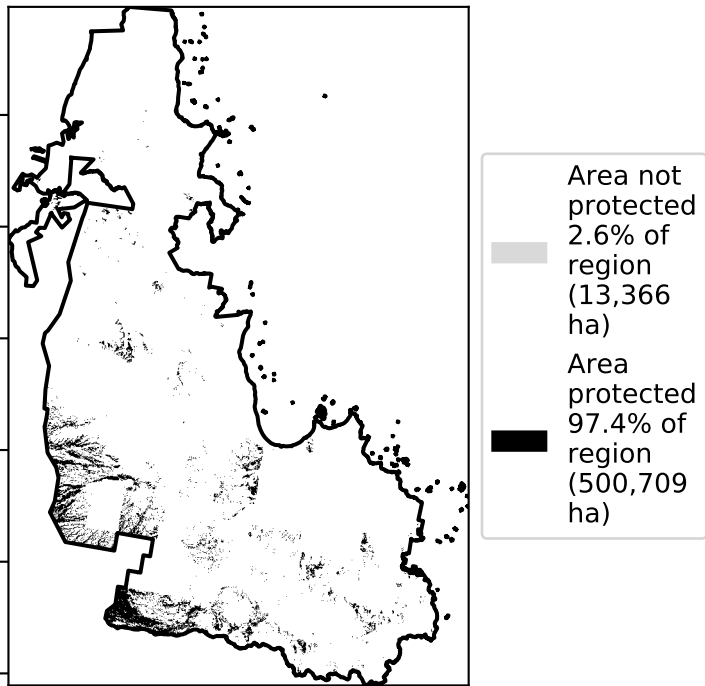 Area not
protected
2.6% of
region
(13,366
ha)
Area
protected
97.4% of
region
(500,709
ha)